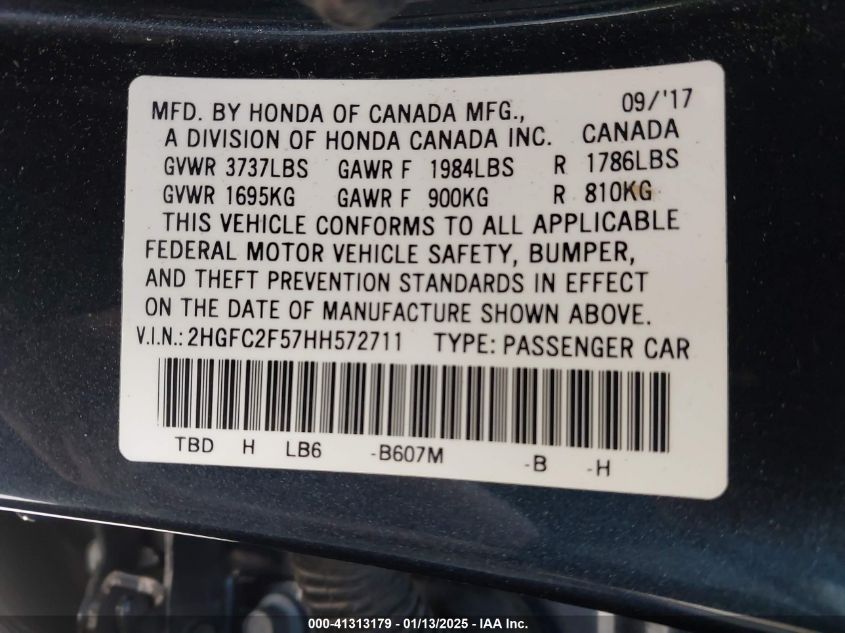 MFD. BY HONDA OF CANADA MFG., 09/'17
A DIVISION OF HONDA CANADA INC. CANADA
GVWR 3737LBS GAWR F 1984LBS R 1786LBS
GVWR 1695KG GAWR F 900KG R 810KG
THIS VEHICLE CONFORMS TO ALL APPLICABLE
FEDERAL MOTOR VEHICLE SAFETY, BUMPER,
AND THEFT PREVENTION STANDARDS IN EFFECT
ON THE DATE OF MANUFACTURE SHOWN ABOVE.
V.I.N.: 2HGFC2F57HH572711 TYPE: PASSENGER CAR
TBD H LB6 -B607M -B -H
000-41313179 - 01/13/2025 - IAA Inc.